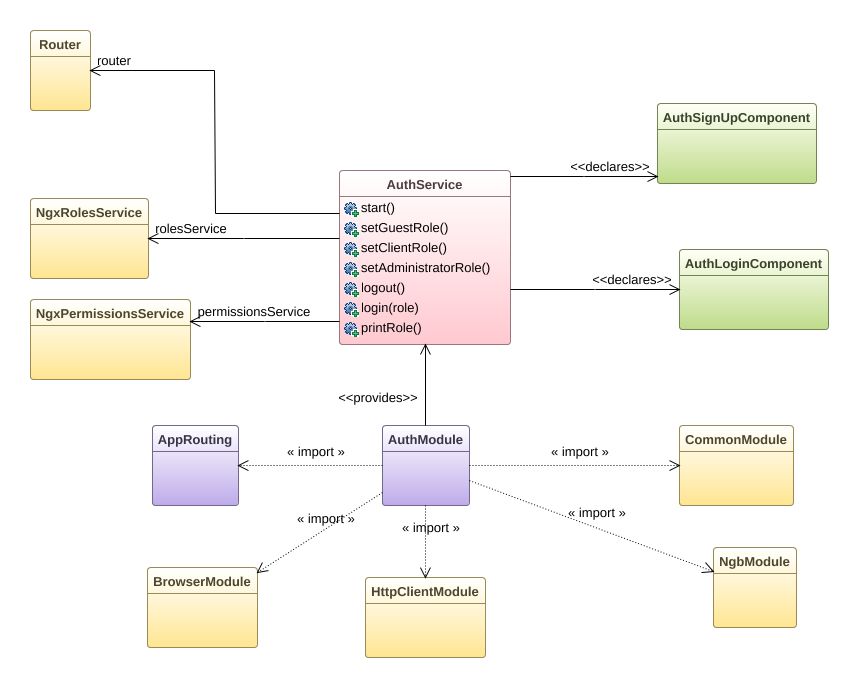 Router
router
AuthSignUpComponent
<<declares>>
AuthService
start()
setGuestRole()
setClientRole()
setAdministratorRole()
logout()
login(role)
printRole()
NgxRolesService
rolesService
AuthLoginComponent
<<declares>>
NgxPermissionsService
permissionsService
<<provides>>
AppRouting
« import »
AuthModule
« import »
CommonModule
« import »
« import »
« import »
BrowserModule
HttpClientModule
NgbModule